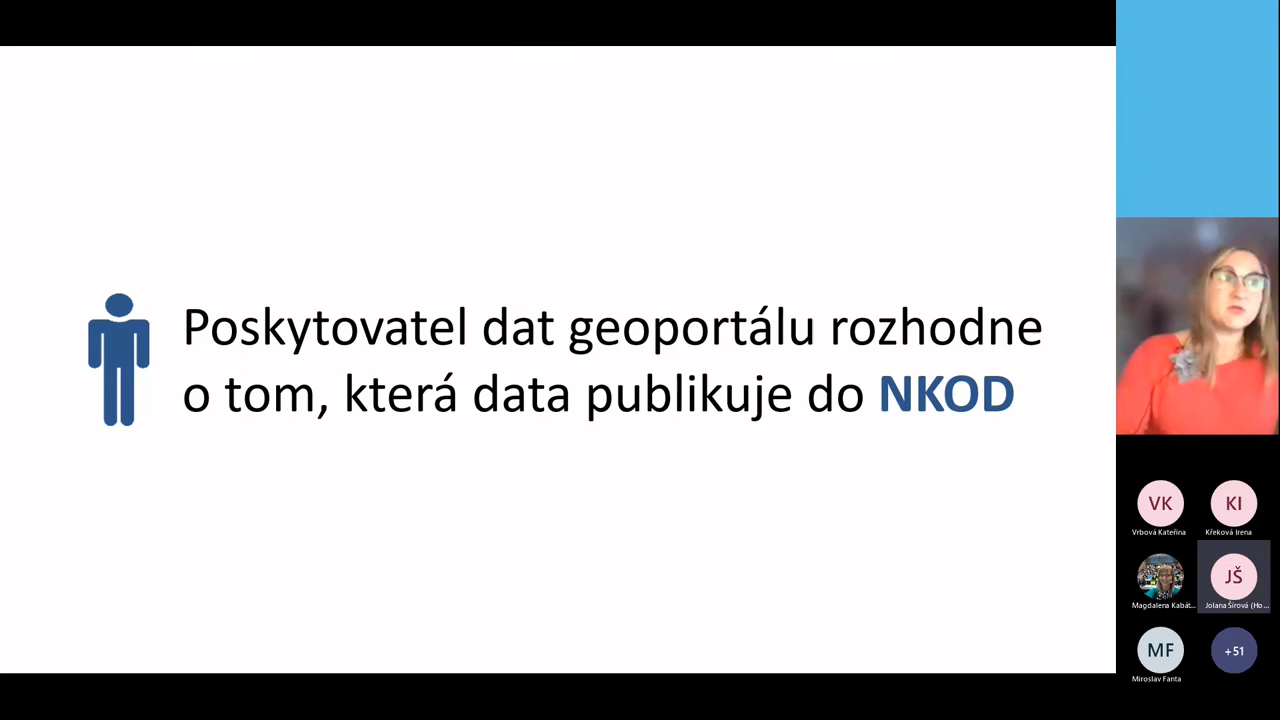 Poskytovatel dat geoportálu rozhodne
o tom, která data publikuje do NKOD
VK
KI
Vrbová Kateřina
Křeková Irena
JŠ
Magdalena Kabát...
Jolana Šírová (Ho...
MF
+51
Miroslav Fanta